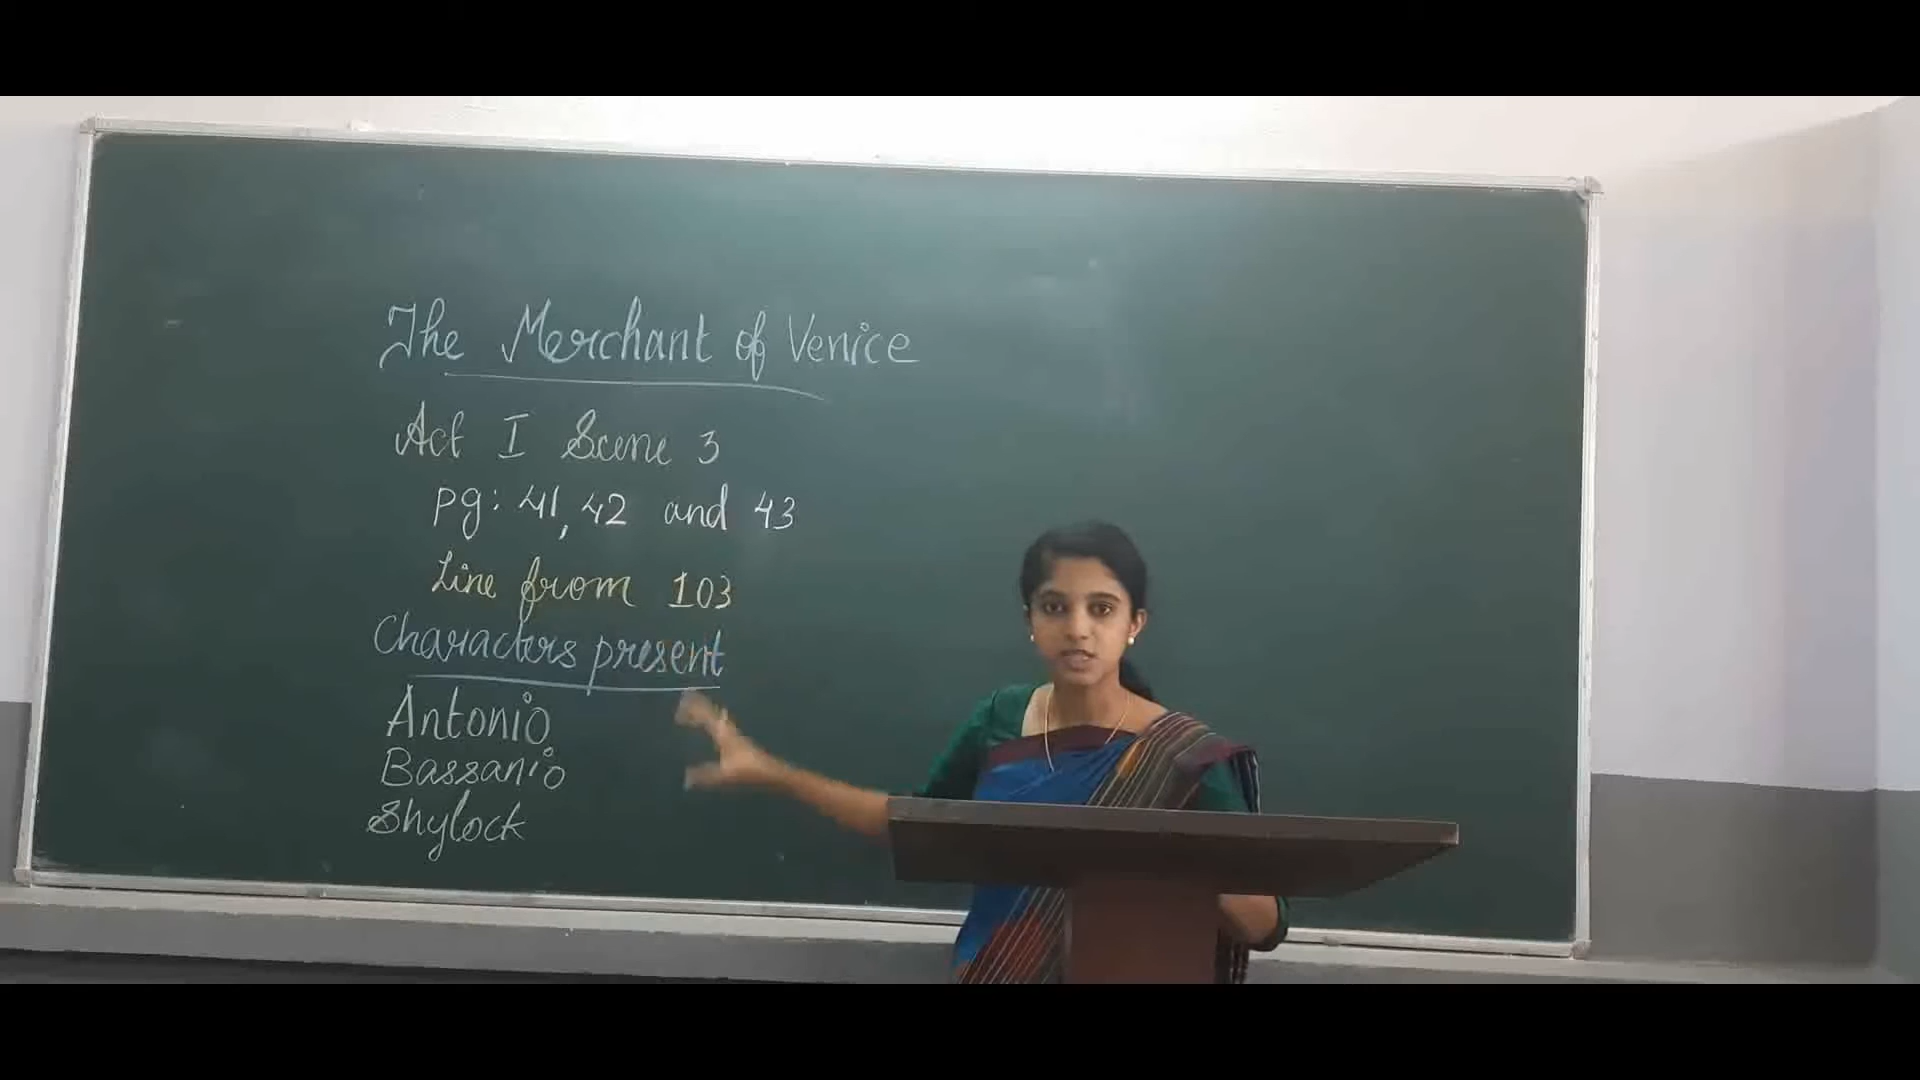 The Merchant of Venice
Act I Scene 3
pg: 41, 42 and 43
Line from 103
Characters present
Antonio
Bassanio
Shylock